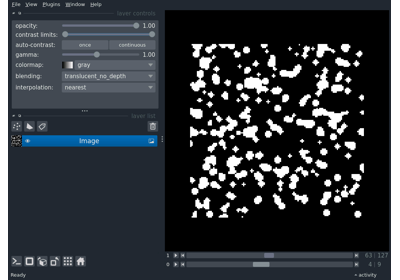 File View Plugins Window Help
layer controls
opacity: 1.00
contrast limits:
auto-contrast: once continuous
gamma: 1.00
colormap: gray
blending: translucent_no_depth
interpolation: nearest
layer list
Image
1 63 127
0 4 9
Ready activity